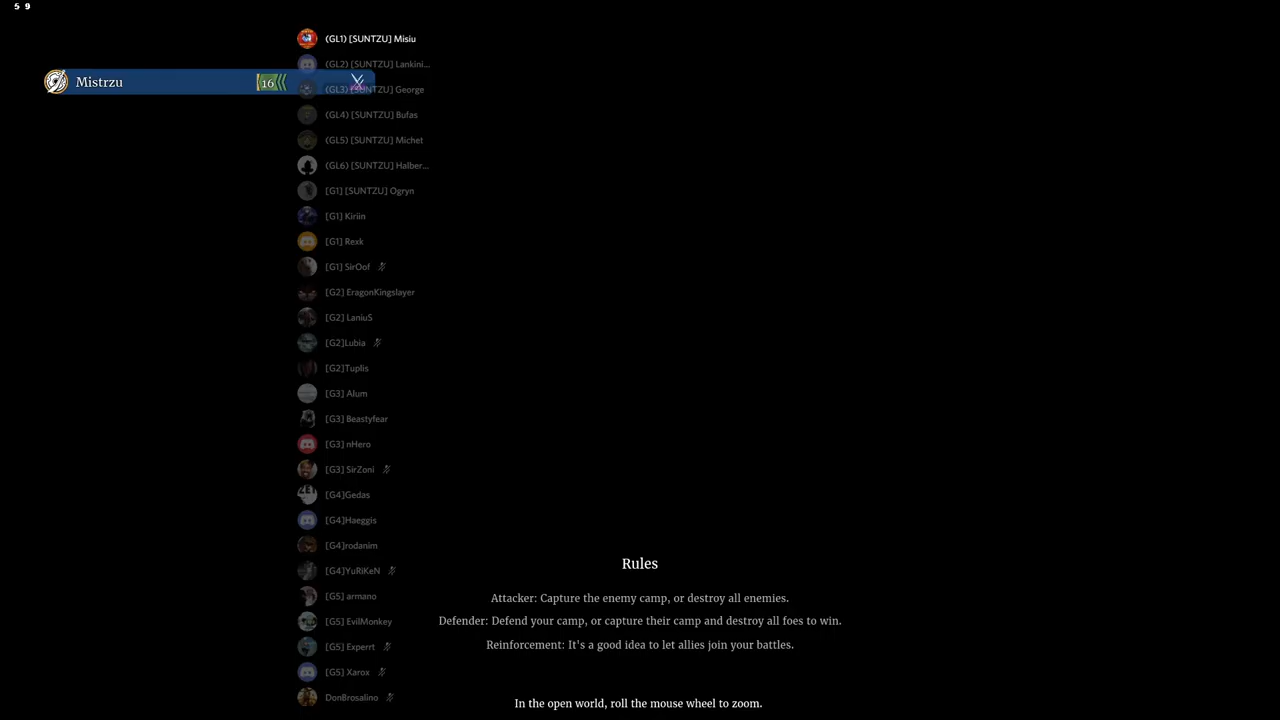 59
(GL1) [SUNTZU] Misiu
(GL2) [SUNTZU] Lankini...
Mistrzu
16
(GL3) [SUNTZU] George
(GL4) [SUNTZU] Bufas
(GL5) [SUNTZU] Michet
(GL6) [SUNTZU] Halber...
[G1] [SUNTZU] Ogryn
[G1] Kiriin
[G1] Rexk
[G1] SirOof
[G2] EragonKingslayer
[G2] LaniuS
[G2]Lubia
[G2]Tuplis
[G3] Alum
[G3] Beastyfear
[G3] nHero
[G3] SirZoni
[G4]Gedas
[G4]Haeggis
[G4]rodanim
[G4]YuRiKeN
[G5] armano
[G5] EvilMonkey
[G5] Experrt
[G5] Xarox
DonBrosalino
Rules
Attacker: Capture the enemy camp, or destroy all enemies.
Defender: Defend your camp, or capture their camp and destroy all foes to win.
Reinforcement: It's a good idea to let allies join your battles.
In the open world, roll the mouse wheel to zoom.